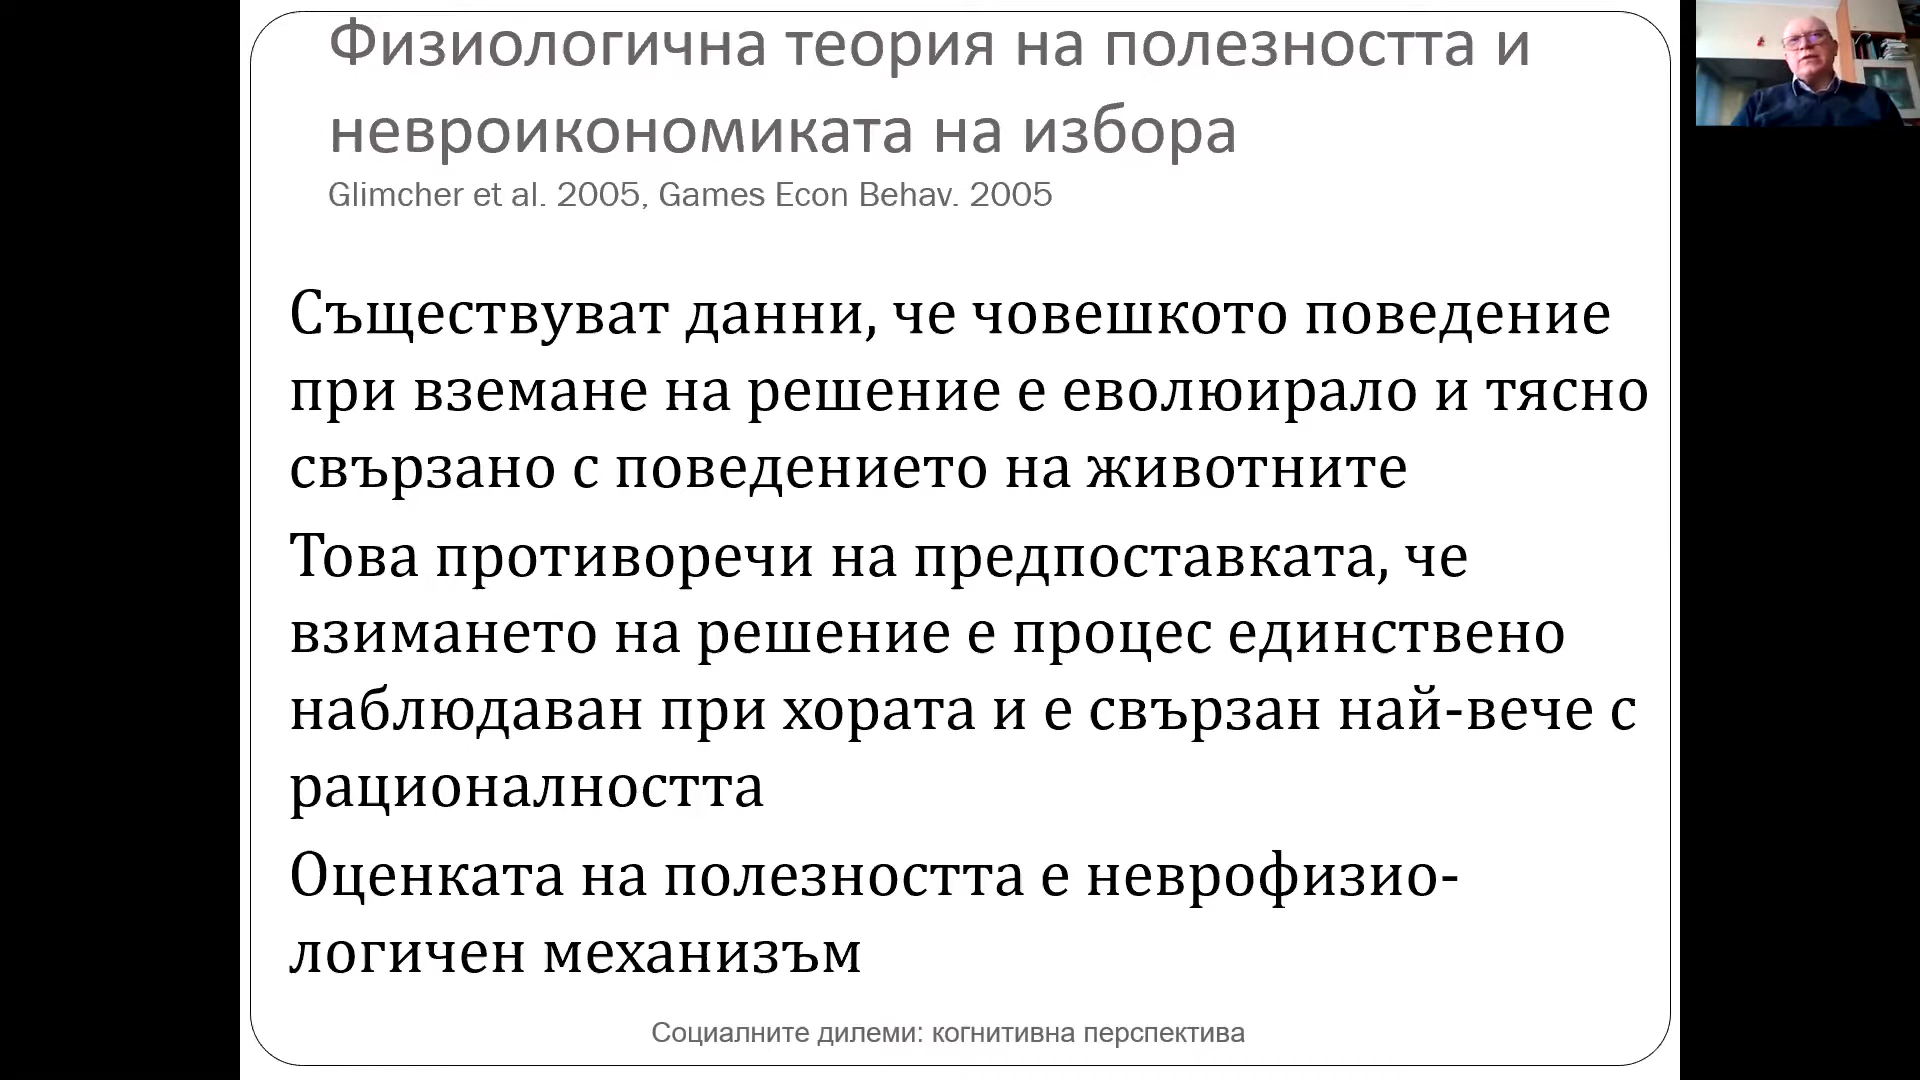 Физиологична теория на полезността и
невроикономиката на избора
Glimcher et al. 2005, Games Econ Behav. 2005
Съществуват данни, че човешкото поведение
при вземане на решение е еволюирало и тясно
свързано с поведението на животните
Това противоречи на предпоставката, че
взимането на решение е процес единствено
наблюдаван при хората и е свързан най-вече с
рационалността
Оценката на полезността е неврофизио-
логичен механизъм
Социалните дилеми: когнитивна перспектива